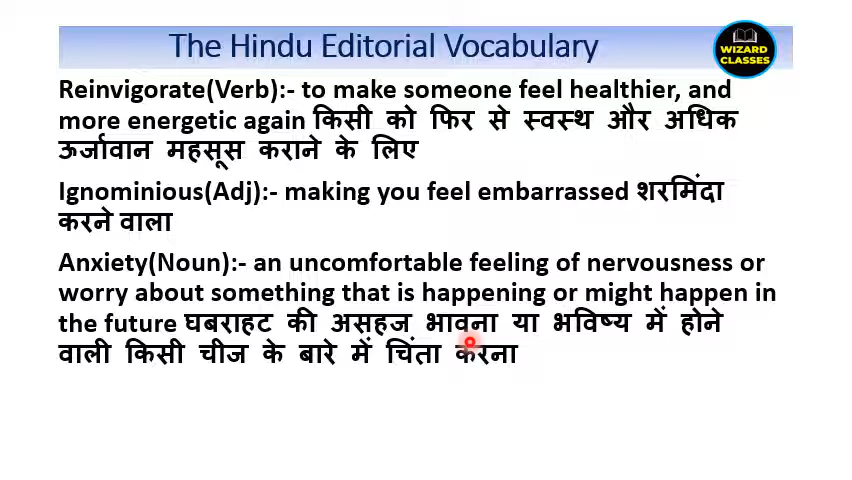 The Hindu Editorial Vocabulary
WIZARD
CLASSES
Reinvigorate(Verb):- to make someone feel healthier, and
more energetic again किसी को फिर से स्वस्थ और अधिक
ऊर्जावान महसूस कराने के लिए
Ignominious(Adj):- making you feel embarrassed शरमिंदा
करने वाला
Anxiety(Noun):- an uncomfortable feeling of nervousness or
worry about something that is happening or might happen in
the future घबराहट की असहज भावना या भविष्य में होने
वाली किसी चीज के बारे में चिंता करना